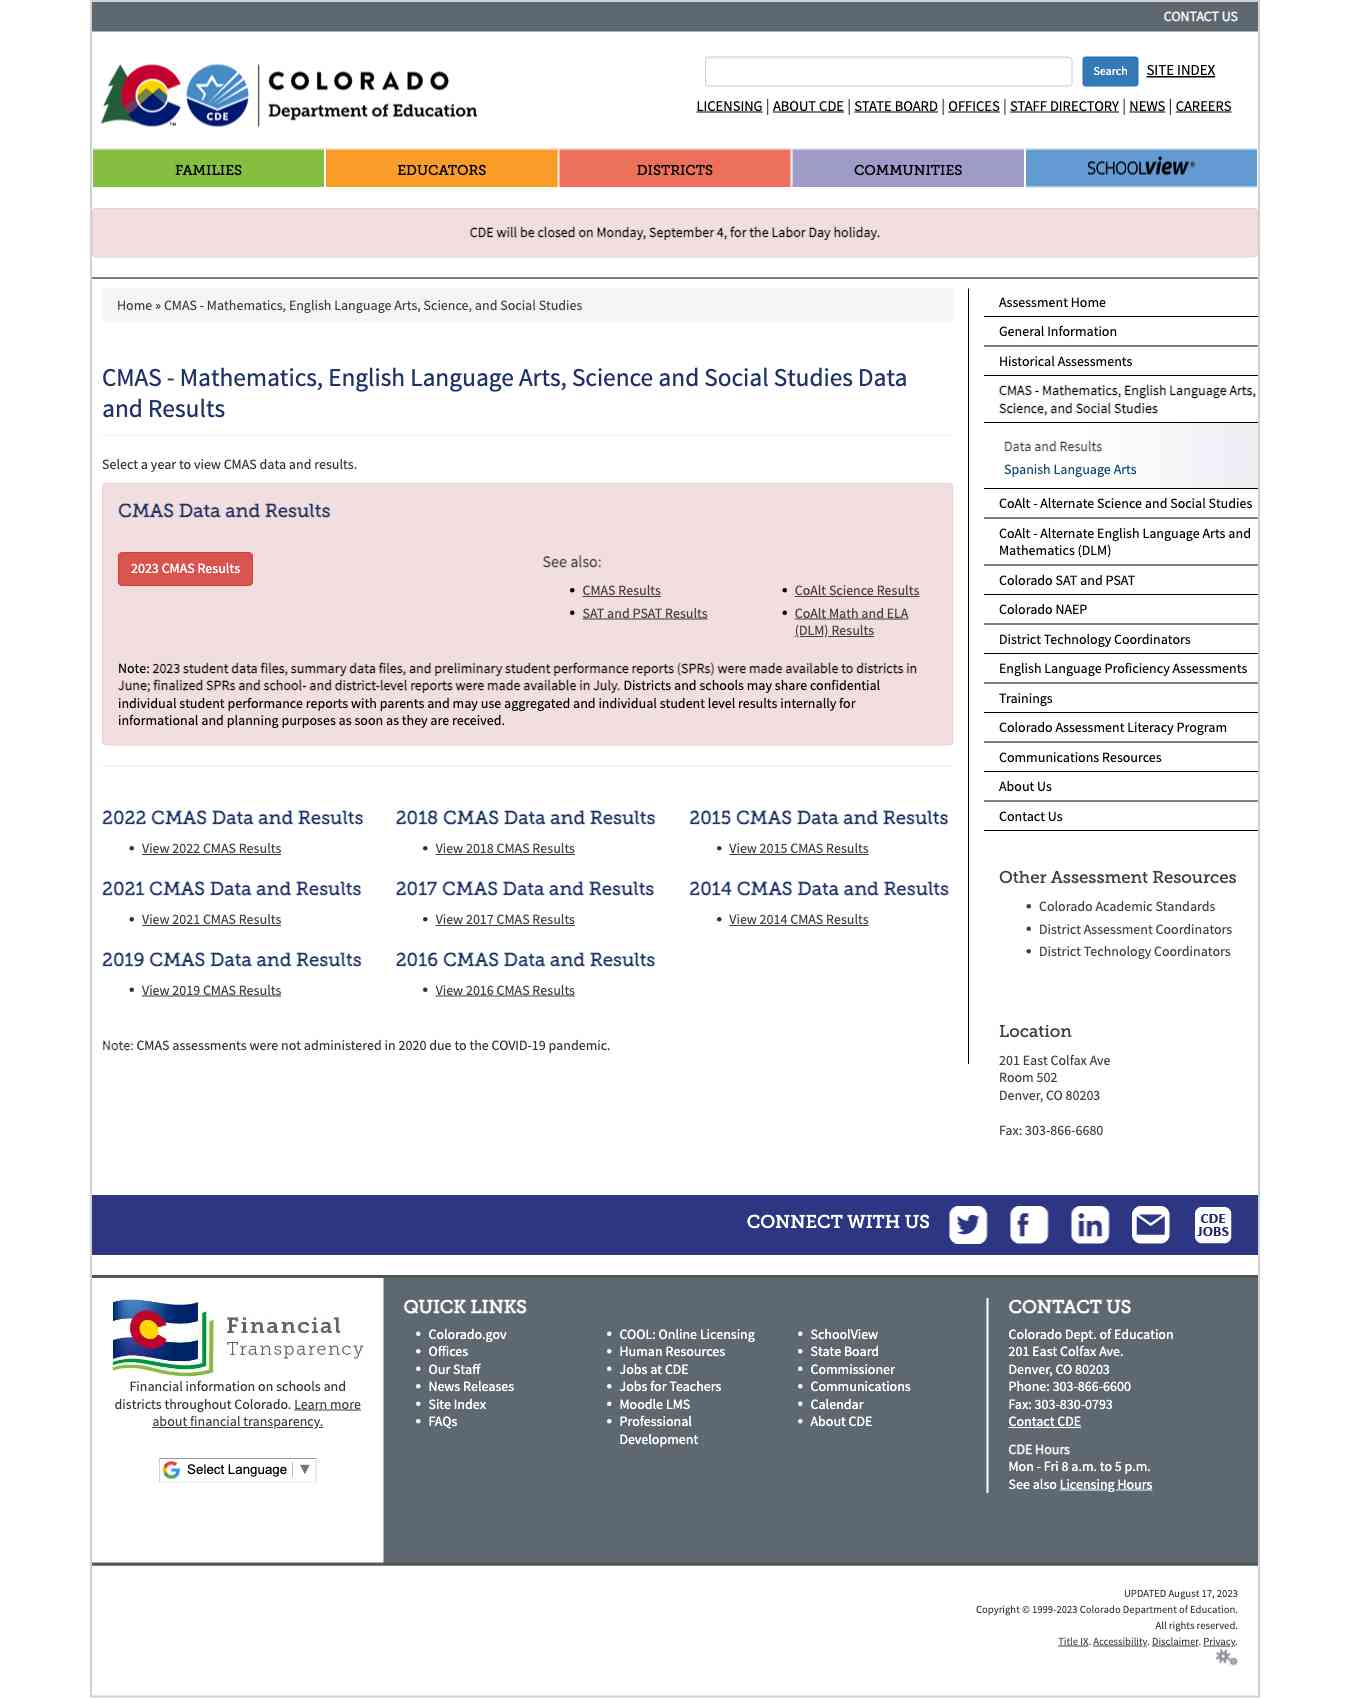 CONTACT US
COLORADO
Department of Education
CDE
TM
Search
SITE INDEX
LICENSING | ABOUT CDE | STATE BOARD | OFFICES | STAFF DIRECTORY | NEWS | CAREERS
FAMILIES
EDUCATORS
DISTRICTS
COMMUNITIES
SCHOOLview®
CDE will be closed on Monday, September 4, for the Labor Day holiday.
Home » CMAS - Mathematics, English Language Arts, Science, and Social Studies
CMAS - Mathematics, English Language Arts, Science and Social Studies Data
and Results
Select a year to view CMAS data and results.
CMAS Data and Results
2023 CMAS Results
See also:
• CMAS Results
• SAT and PSAT Results
• CoAlt Science Results
• CoAlt Math and ELA
(DLM) Results
Note: 2023 student data files, summary data files, and preliminary student performance reports (SPRs) were made available to districts in
June; finalized SPRs and school- and district-level reports were made available in July. Districts and schools may share confidential
individual student performance reports with parents and may use aggregated and individual student level results internally for
informational and planning purposes as soon as they are received.
2022 CMAS Data and Results
• View 2022 CMAS Results
2021 CMAS Data and Results
• View 2021 CMAS Results
2019 CMAS Data and Results
• View 2019 CMAS Results
2018 CMAS Data and Results
• View 2018 CMAS Results
2017 CMAS Data and Results
• View 2017 CMAS Results
2016 CMAS Data and Results
• View 2016 CMAS Results
2015 CMAS Data and Results
• View 2015 CMAS Results
2014 CMAS Data and Results
• View 2014 CMAS Results
Note: CMAS assessments were not administered in 2020 due to the COVID-19 pandemic.
Assessment Home
General Information
Historical Assessments
CMAS - Mathematics, English Language Arts,
Science, and Social Studies
Data and Results
Spanish Language Arts
CoAlt - Alternate Science and Social Studies
CoAlt - Alternate English Language Arts and
Mathematics (DLM)
Colorado SAT and PSAT
Colorado NAEP
District Technology Coordinators
English Language Proficiency Assessments
Trainings
Colorado Assessment Literacy Program
Communications Resources
About Us
Contact Us
Other Assessment Resources
• Colorado Academic Standards
• District Assessment Coordinators
• District Technology Coordinators
Location
201 East Colfax Ave
Room 502
Denver, CO 80203
Fax: 303-866-6680
CONNECT WITH US
CDE
JOBS
Financial
Transparency
Financial information on schools and
districts throughout Colorado. Learn more
about financial transparency.
Select Language ▼
QUICK LINKS
• Colorado.gov
• Offices
• Our Staff
• News Releases
• Site Index
• FAQs
• COOL: Online Licensing
• Human Resources
• Jobs at CDE
• Jobs for Teachers
• Moodle LMS
• Professional
Development
• SchoolView
• State Board
• Commissioner
• Communications
• Calendar
• About CDE
CONTACT US
Colorado Dept. of Education
201 East Colfax Ave.
Denver, CO 80203
Phone: 303-866-6600
Fax: 303-830-0793
Contact CDE
CDE Hours
Mon - Fri 8 a.m. to 5 p.m.
See also Licensing Hours
UPDATED August 17, 2023
Copyright © 1999-2023 Colorado Department of Education.
All rights reserved.
Title IX. Accessibility. Disclaimer. Privacy.